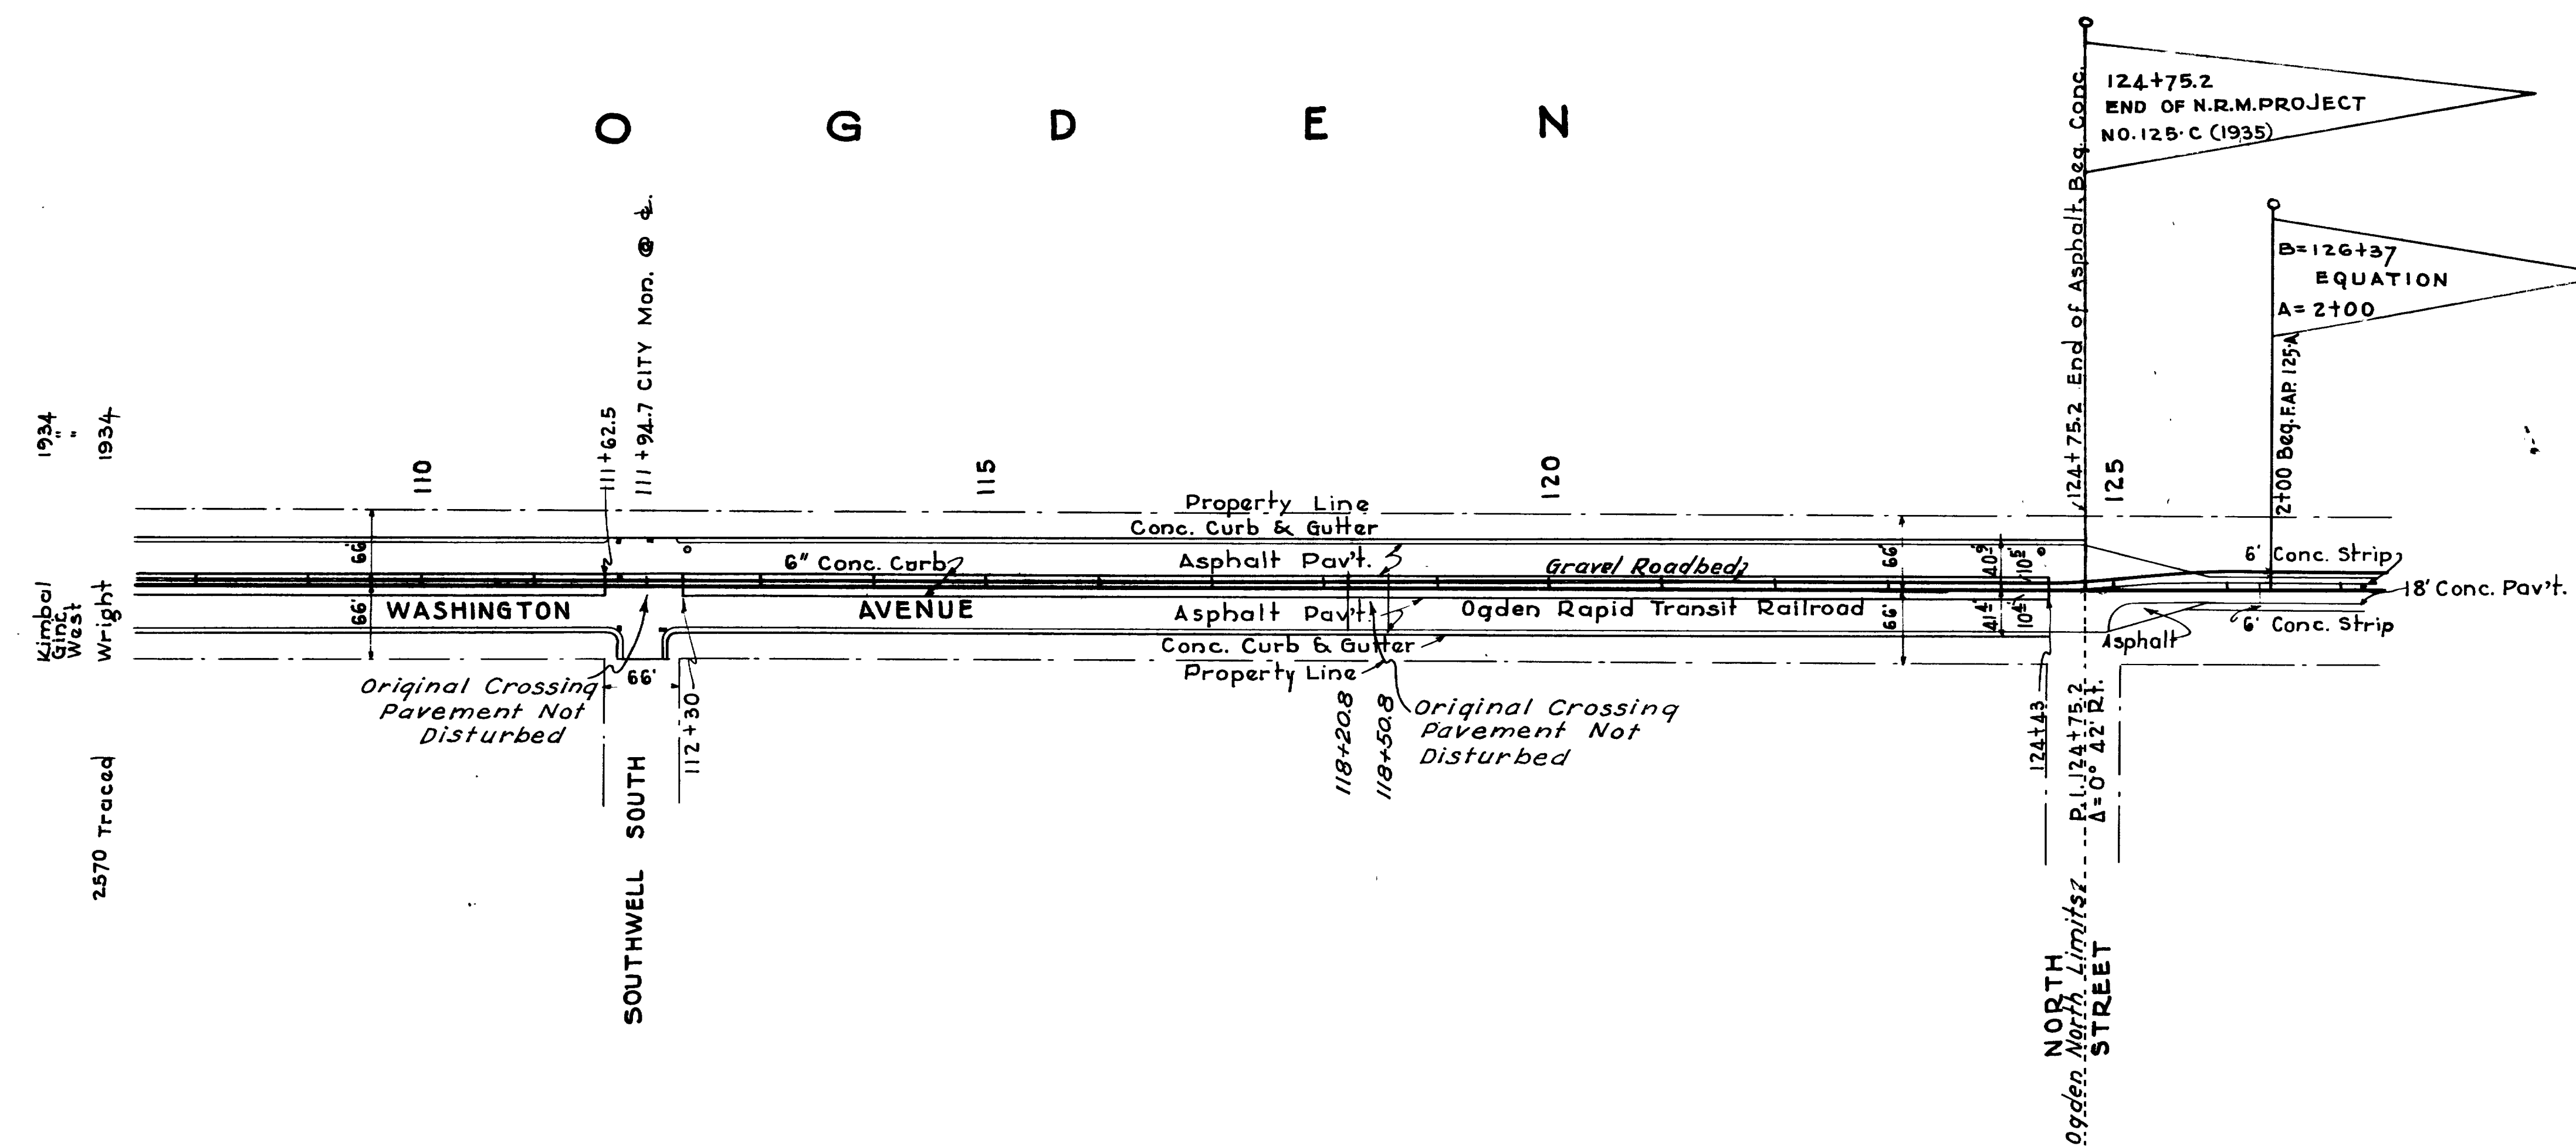 O G D E N
124+75.2
END OF N.R.M.PROJECT
NO.125-C (1935)
B=126+37
EQUATION
A=2+00
2+00 Beg. F.A.P. 125-A
124+75.2 End of Asphalt, Beg. Conc.
111+62.5
111+94.7 CITY Mon. @ ℄.
1934
"
"
1934
110
115
120
125
Property Line
Conc. Curb & Gutter
66'
6" Conc. Curb
Asphalt Pav't.
Gravel Roadbed
66'
40.9
10.5'
6' Conc. Strip
18' Conc. Pav't.
Kimbal
West
Wright
66'
WASHINGTON
AVENUE
Asphalt Pav't.
Ogden Rapid Transit Railroad
66'
41.4'
Asphalt
6' Conc. Strip
Conc. Curb & Gutter
Property Line
66'
Original Crossing
Pavement Not
Disturbed
112+30
118+20.8
118+50.8
Original Crossing
Pavement Not
Disturbed
124+43
P.I. 124+75.2
Δ=0° 42' Rt.
2570 Traced
SOUTHWELL SOUTH
NORTH
STREET
Ogden North Limits